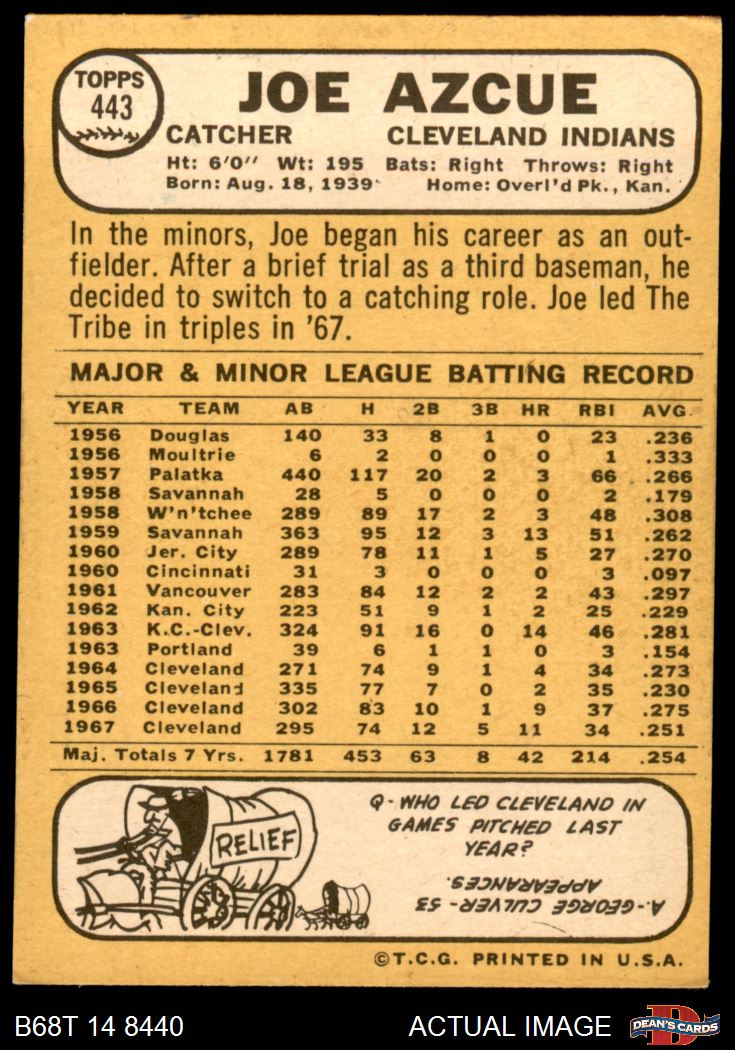 TOPPS
443
JOE AZCUE
CATCHER CLEVELAND INDIANS
Ht: 6'0" Wt: 195 Bats: Right Throws: Right
Born: Aug. 18, 1939 Home: Overl'd Pk., Kan.
In the minors, Joe began his career as an out-
fielder. After a brief trial as a third baseman, he
decided to switch to a catching role. Joe led The
Tribe in triples in '67.
MAJOR & MINOR LEAGUE BATTING RECORD
YEAR TEAM AB H 2B 3B HR RBI AVG.
1956 Douglas 140 33 8 1 0 23 .236
1956 Moultrie 6 2 0 0 0 1 .333
1957 Palatka 440 117 20 2 3 66 .266
1958 Savannah 28 5 0 0 0 2 .179
1958 W'n'tchee 289 89 17 2 3 48 .308
1959 Savannah 363 95 12 3 13 51 .262
1960 Jer. City 289 78 11 1 5 27 .270
1960 Cincinnati 31 3 0 0 0 3 .097
1961 Vancouver 283 84 12 2 2 43 .297
1962 Kan. City 223 51 9 1 2 25 .229
1963 K.C.-Clev. 324 91 16 0 14 46 .281
1963 Portland 39 6 1 1 0 3 .154
1964 Cleveland 271 74 9 1 4 34 .273
1965 Cleveland 335 77 7 0 2 35 .230
1966 Cleveland 302 83 10 1 9 37 .275
1967 Cleveland 295 74 12 5 11 34 .251
Maj. Totals 7 Yrs. 1781 453 63 8 42 214 .254
RELIEF
Q- WHO LED CLEVELAND IN
GAMES PITCHED LAST
YEAR?
A- GEORGE CULVER - 53
APPEARANCES.
©T.C.G. PRINTED IN U.S.A.
B68T 14 8440 ACTUAL IMAGE
D
DEAN'S CARDS